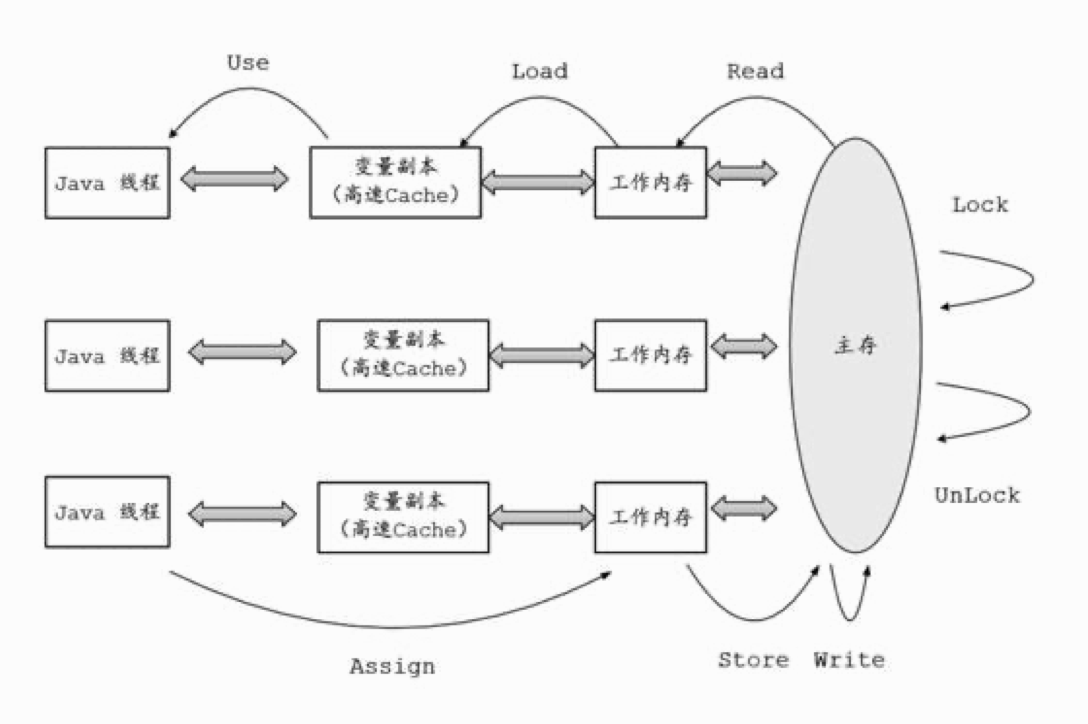 Use
Load
Read
Java 线程
变量副本
(高速Cache)
工作内存
Lock
Java 线程
变量副本
(高速Cache)
工作内存
主存
UnLock
Java 线程
变量副本
(高速Cache)
工作内存
Assign
Store
Write